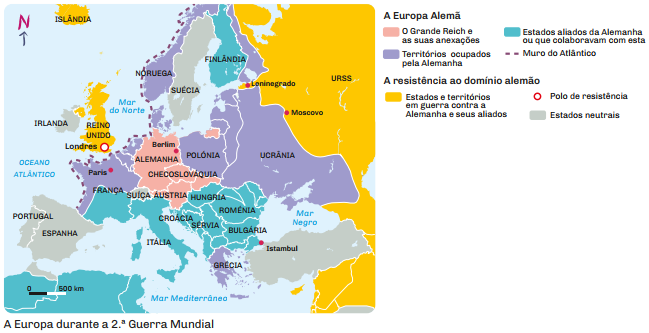 ISLÂNDIA
N
NORUEGA
FINLÂNDIA
SUÉCIA
Leninegrado
URSS
Moscovo
Mar
do Norte
IRLANDA
REINO
UNIDO
Londres
Berlim
ALEMANHA
POLÓNIA
UCRÂNIA
OCEANO
ATLÂNTICO
Paris
CHECOSLOVÁQUIA
FRANÇA
SUÍÇA
ÁUSTRIA
HUNGRIA
ROMÉNIA
CROÁCIA
SÉRVIA
BULGÁRIA
Mar
Negro
PORTUGAL
ESPANHA
ITÁLIA
Istambul
GRÉCIA
0 500 km
Mar Mediterrâneo
A Europa durante a 2.ª Guerra Mundial
A Europa Alemã
O Grande Reich e
as suas anexações
Territórios ocupados
pela Alemanha
Estados aliados da Alemanha
ou que colaboravam com esta
Muro do Atlântico
A resistência ao domínio alemão
Estados e territórios
em guerra contra a
Alemanha e seus aliados
Polo de resistência
Estados neutrais